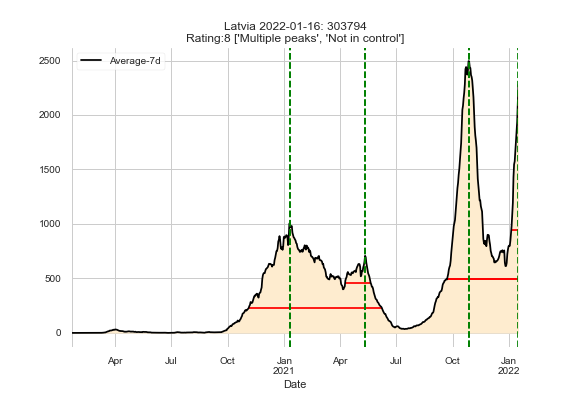 Latvia 2022-01-16: 303794
Rating:8 ['Multiple peaks', 'Not in control']
Average-7d
2500
2000
1500
1000
500
0
Apr Jul Oct Jan Apr Jul Oct Jan
2021 2022
Date